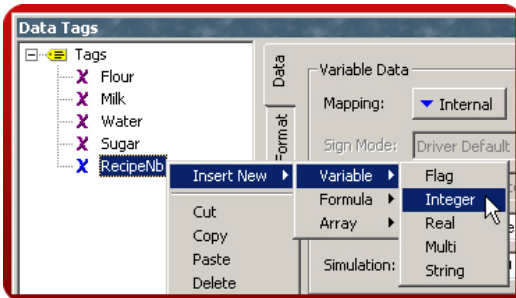 Data Tags
Tags
Flour
Milk
Water
Sugar
RecipeNb
Data
Format
Variable Data
Mapping:
Internal
Sign Mode:
Driver Default
Simulation:
Insert New
Cut
Copy
Paste
Delete
Variable
Formula
Array
Flag
Integer
Real
Multi
String